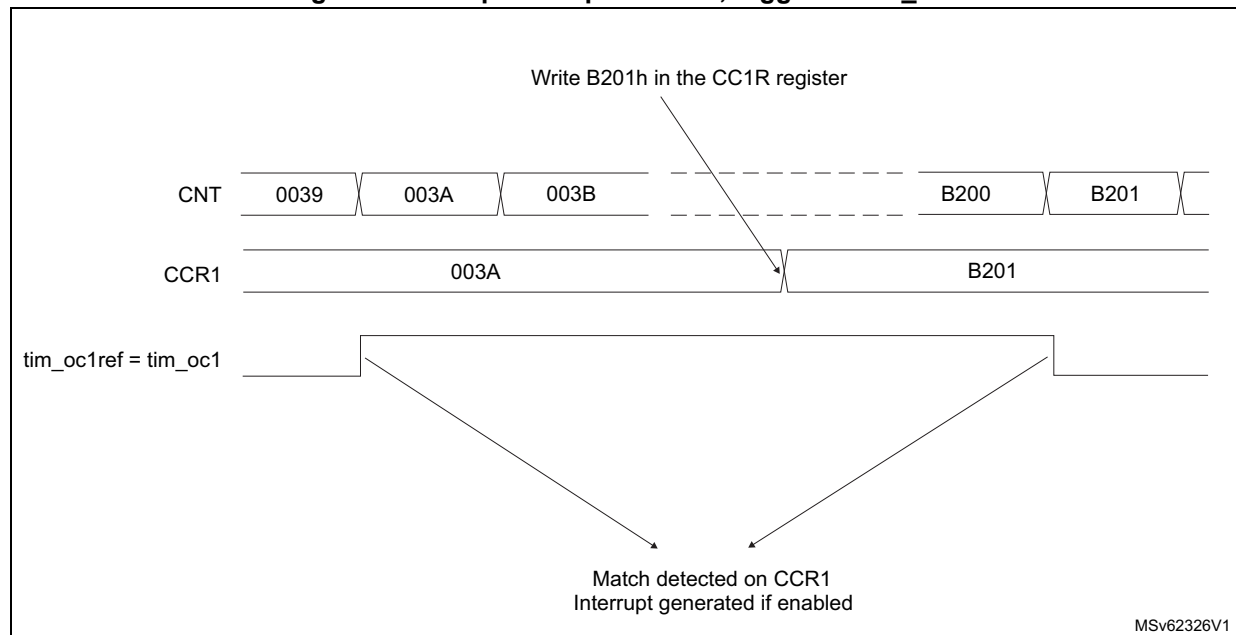 Write B201h in the CC1R register
CNT 0039 003A 003B B200 B201
CCR1 003A B201
tim_oc1ref = tim_oc1
Match detected on CCR1
Interrupt generated if enabled
MSv62326V1